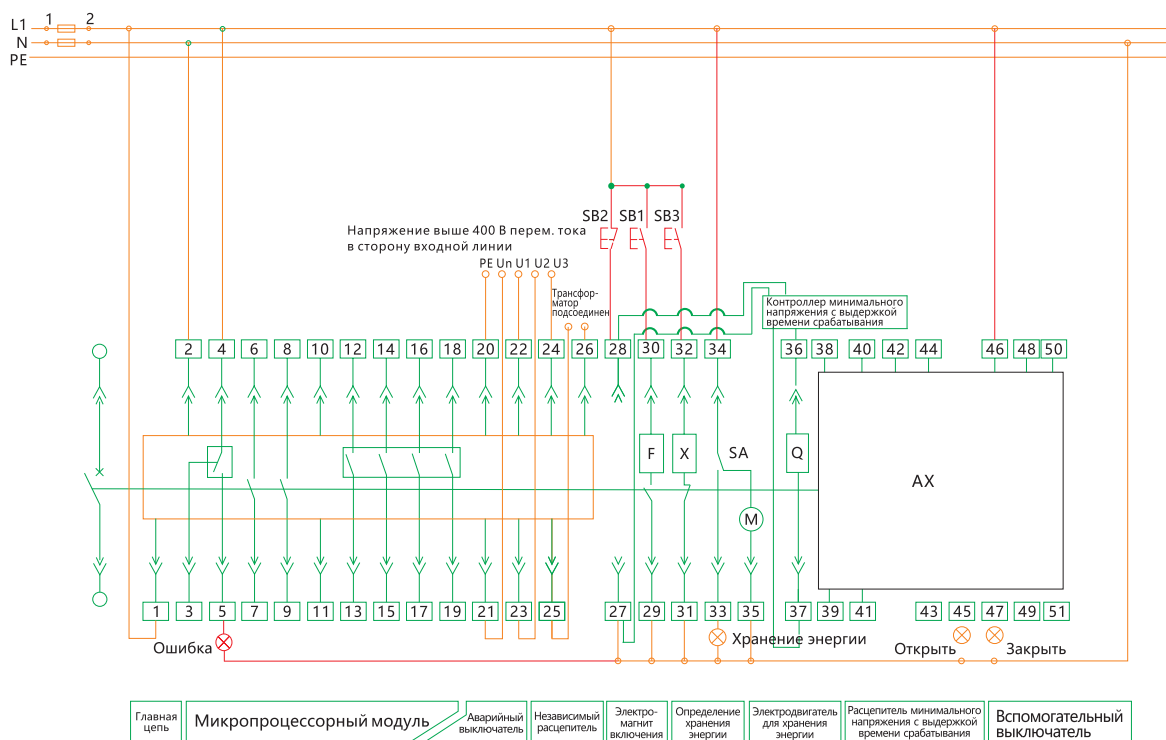 L1 1 2
N
PE
SB2 SB1 SB3
Напряжение выше 400 В перем. тока
в сторону входной линии
PE Un U1 U2 U3
Трансфор-
матор
подсоединен
Контроллер минимального
напряжения с выдержкой
времени срабатывания
2 4 6 8 10 12 14 16 18 20 22 24 26 28 30 32 34 36 38 40 42 44 46 48 50
F X SA Q
AX
M
1 3 5 7 9 11 13 15 17 19 21 23 25 27 29 31 33 35 37 39 41 43 45 47 49 51
Ошибка
Хранение энергии
Открыть
Закрыть
Главная
цепь
Микропроцессорный модуль
Аварийный
выключатель
Независимый
расцепитель
Электро-
магнит
включения
Определение
хранения
энергии
Электродвигатель
для хранения
энергии
Расцепитель минимального
напряжения с выдержкой
времени срабатывания
Вспомогательный
выключатель